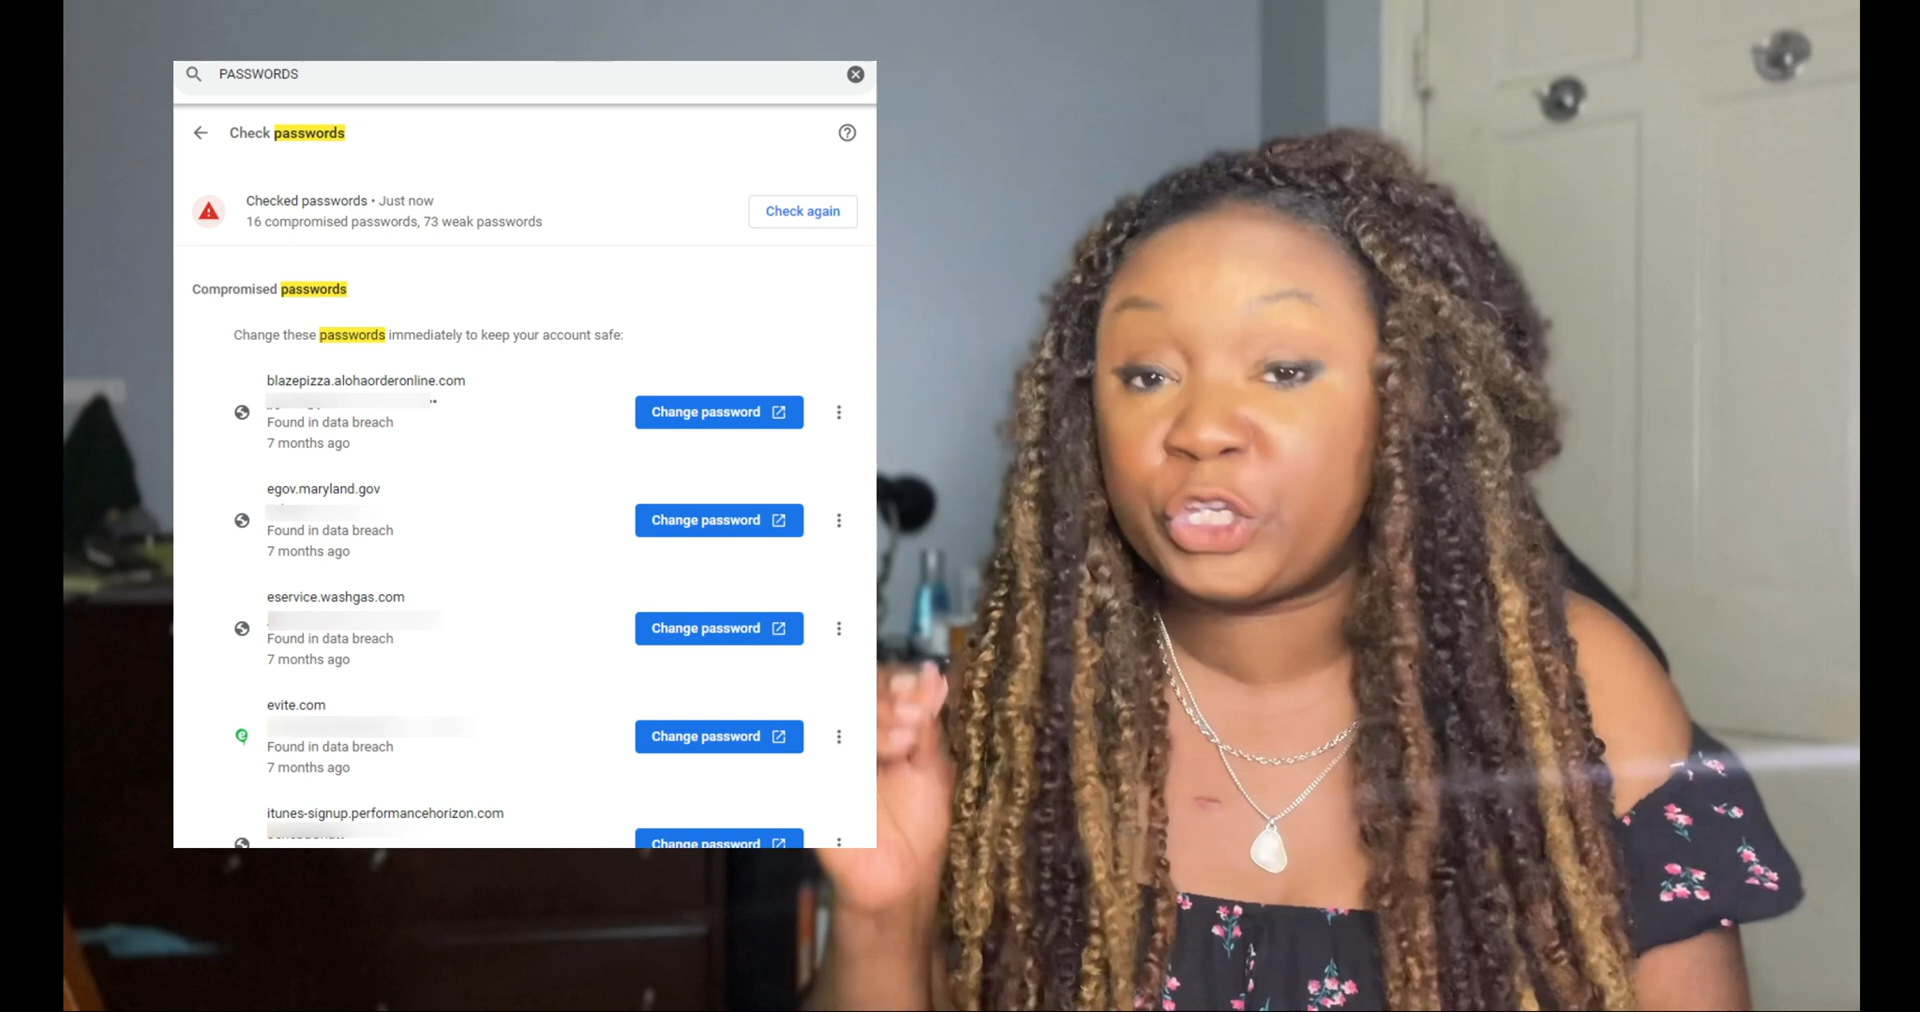 PASSWORDS
Check passwords
Checked passwords • Just now
16 compromised passwords, 73 weak passwords
Check again
Compromised passwords
Change these passwords immediately to keep your account safe:
blazepizza.alohaorderonline.com
Found in data breach
7 months ago
Change password
egov.maryland.gov
Found in data breach
7 months ago
Change password
eservice.washgas.com
Found in data breach
7 months ago
Change password
evite.com
Found in data breach
7 months ago
Change password
itunes-signup.performancehorizon.com
Change password